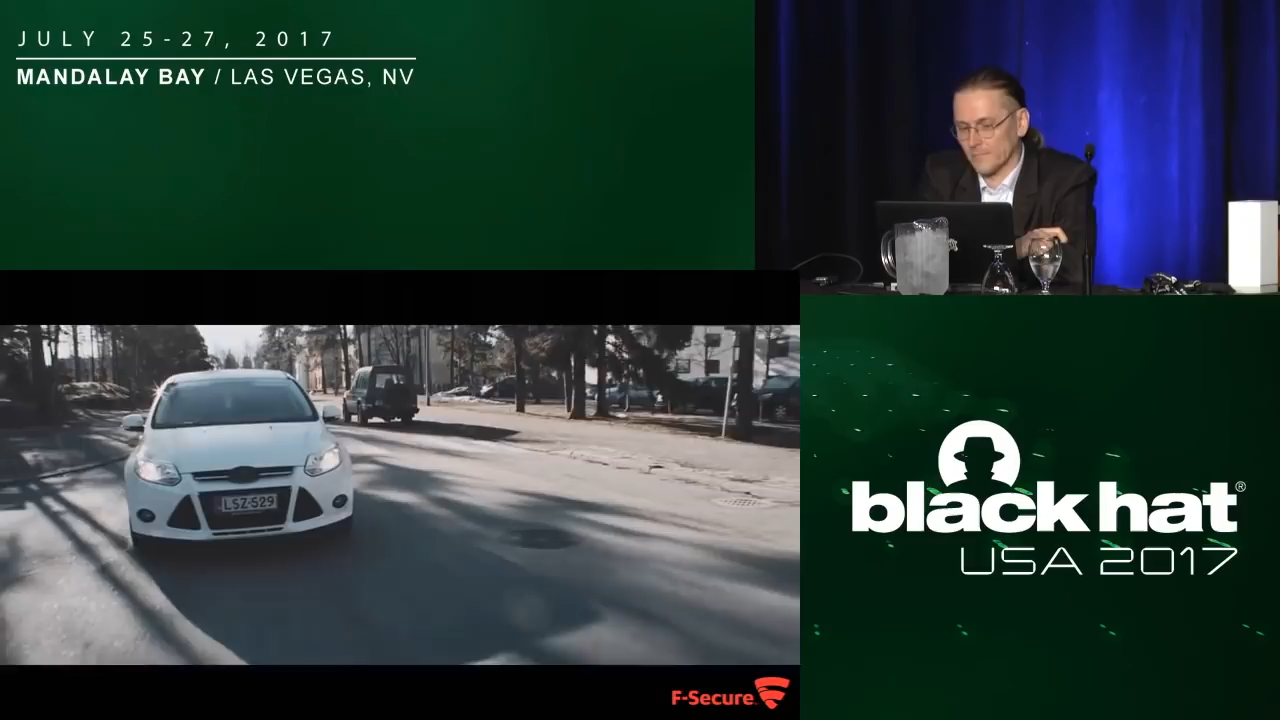 JULY 25-27, 2017
MANDALAY BAY / LAS VEGAS, NV
LSZ-529
F-Secure
black hat®
USA 2017